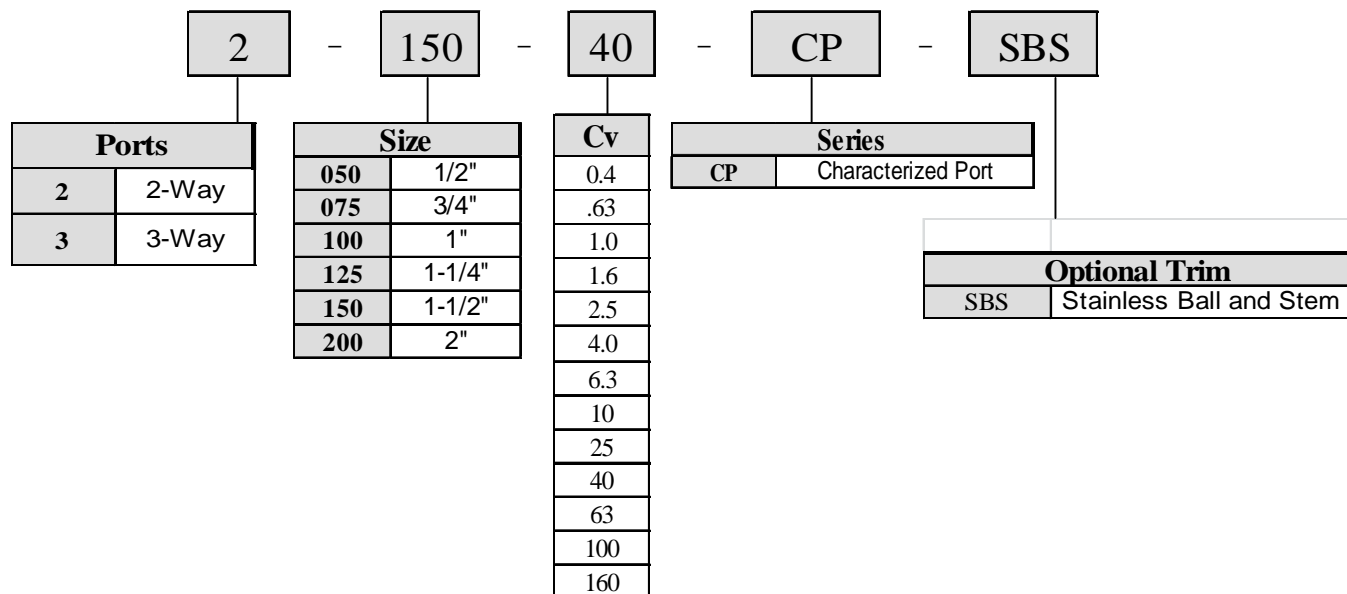 2 - 150 - 40 - CP - SBS
Ports
2 2-Way
3 3-Way
Size
050 1/2"
075 3/4"
100 1"
125 1-1/4"
150 1-1/2"
200 2"
Cv
0.4
.63
1.0
1.6
2.5
4.0
6.3
10
25
40
63
100
160
Series
CP Characterized Port
Optional Trim
SBS Stainless Ball and Stem